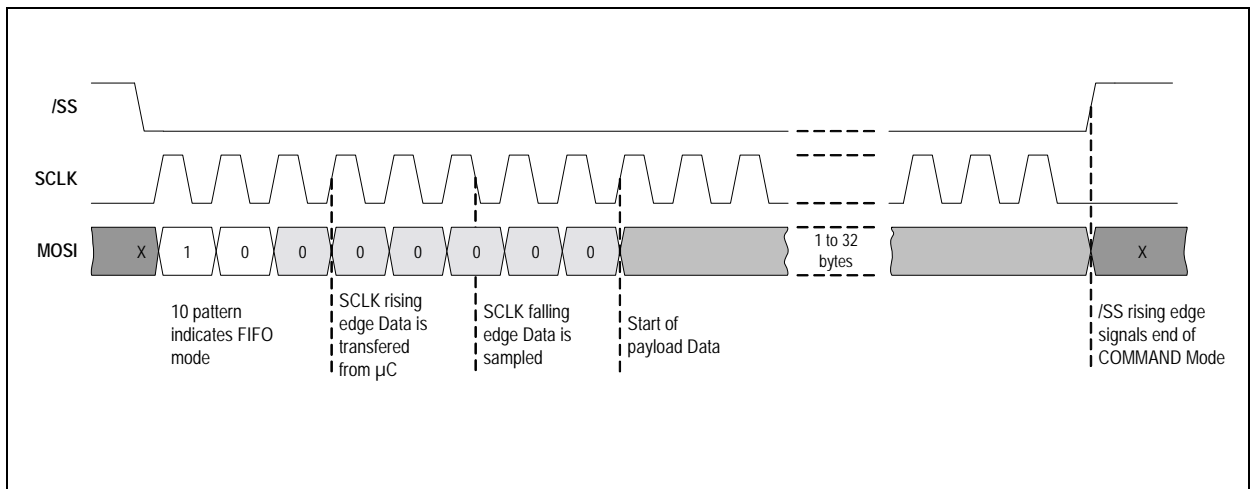 /SS
SCLK
MOSI
X 1 0 0 0 0 0 0 0 1 to 32 X
bytes
10 pattern
indicates FIFO
mode
SCLK rising
edge Data is
transfered
from µC
SCLK falling
edge Data is
sampled
Start of
payload Data
/SS rising edge
signals end of
COMMAND Mode